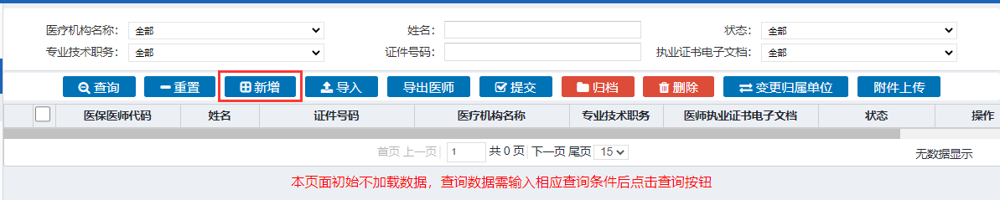 医疗机构名称： 全部 姓名： 状态： 全部
专业技术职务： 全部 证件号码： 执业证书电子文档： 全部
查询 重置 新增 导入 导出医师 提交 归档 删除 变更归属单位 附件上传
医保医师代码 姓名 证件号码 医疗机构名称 专业技术职务 医师执业证书电子文档 状态 操作
首页 上一页 1 共 0 页 下一页 尾页 15 无数据显示
本页面初始不加载数据，查询数据需输入相应查询条件后点击查询按钮